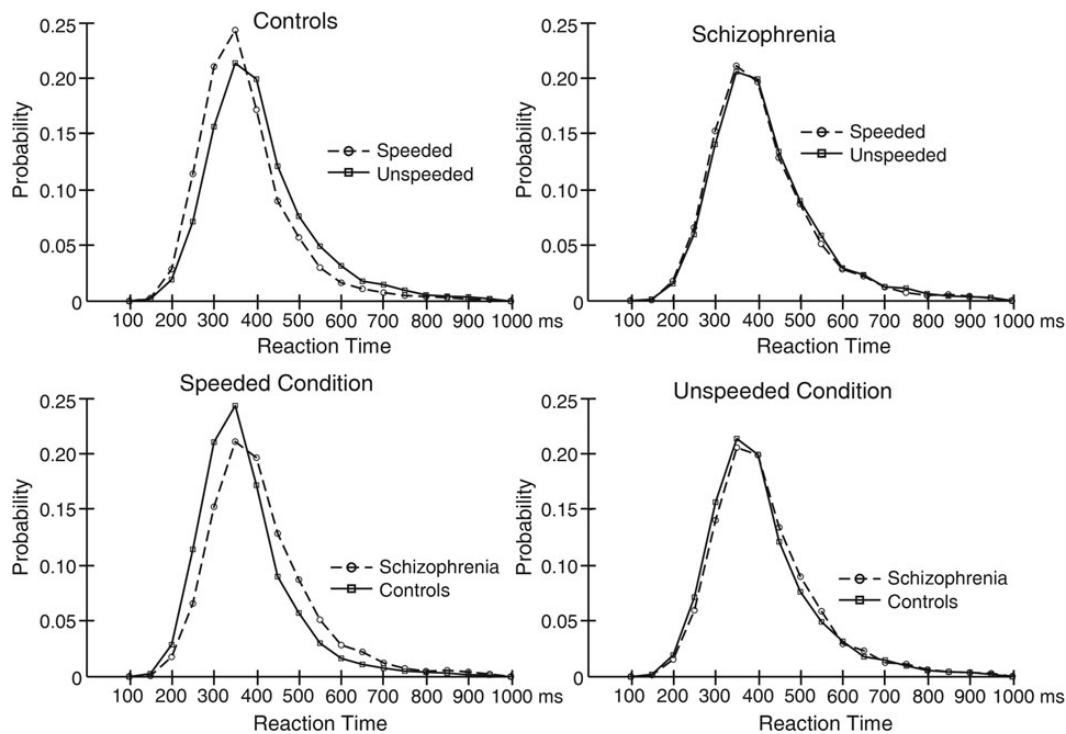 Controls
0.25
0.20
0.15
0.10
0.05
0
Probability
Speeded
Unspeeded
100 200 300 400 500 600 700 800 900 1000 ms
Reaction Time
Schizophrenia
0.25
0.20
0.15
0.10
0.05
0
Probability
Speeded
Unspeeded
100 200 300 400 500 600 700 800 900 1000 ms
Reaction Time
Speeded Condition
0.25
0.20
0.15
0.10
0.05
0
Probability
Schizophrenia
Controls
100 200 300 400 500 600 700 800 900 1000 ms
Reaction Time
Unspeeded Condition
0.25
0.20
0.15
0.10
0.05
0
Probability
Schizophrenia
Controls
100 200 300 400 500 600 700 800 900 1000 ms
Reaction Time